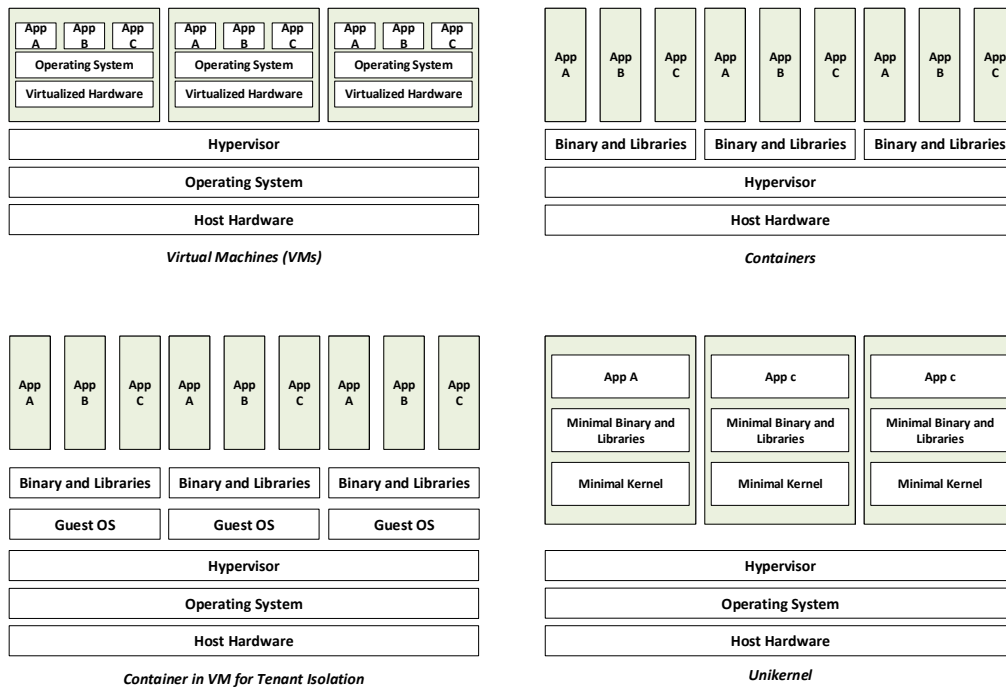 App A App B App C App A App B App C App A App B App C
Operating System Operating System Operating System
Virtualized Hardware Virtualized Hardware Virtualized Hardware
Hypervisor
Operating System
Host Hardware
Virtual Machines (VMs)
App A App B App C App A App B App C App A App B App C
Binary and Libraries Binary and Libraries Binary and Libraries
Hypervisor
Host Hardware
Containers
App A App B App C App A App B App C App A App B App C
Binary and Libraries Binary and Libraries Binary and Libraries
Guest OS Guest OS Guest OS
Hypervisor
Operating System
Host Hardware
Container in VM for Tenant Isolation
App A App c App c
Minimal Binary and Libraries Minimal Binary and Libraries Minimal Binary and Libraries
Minimal Kernel Minimal Kernel Minimal Kernel
Hypervisor
Operating System
Host Hardware
Unikernel